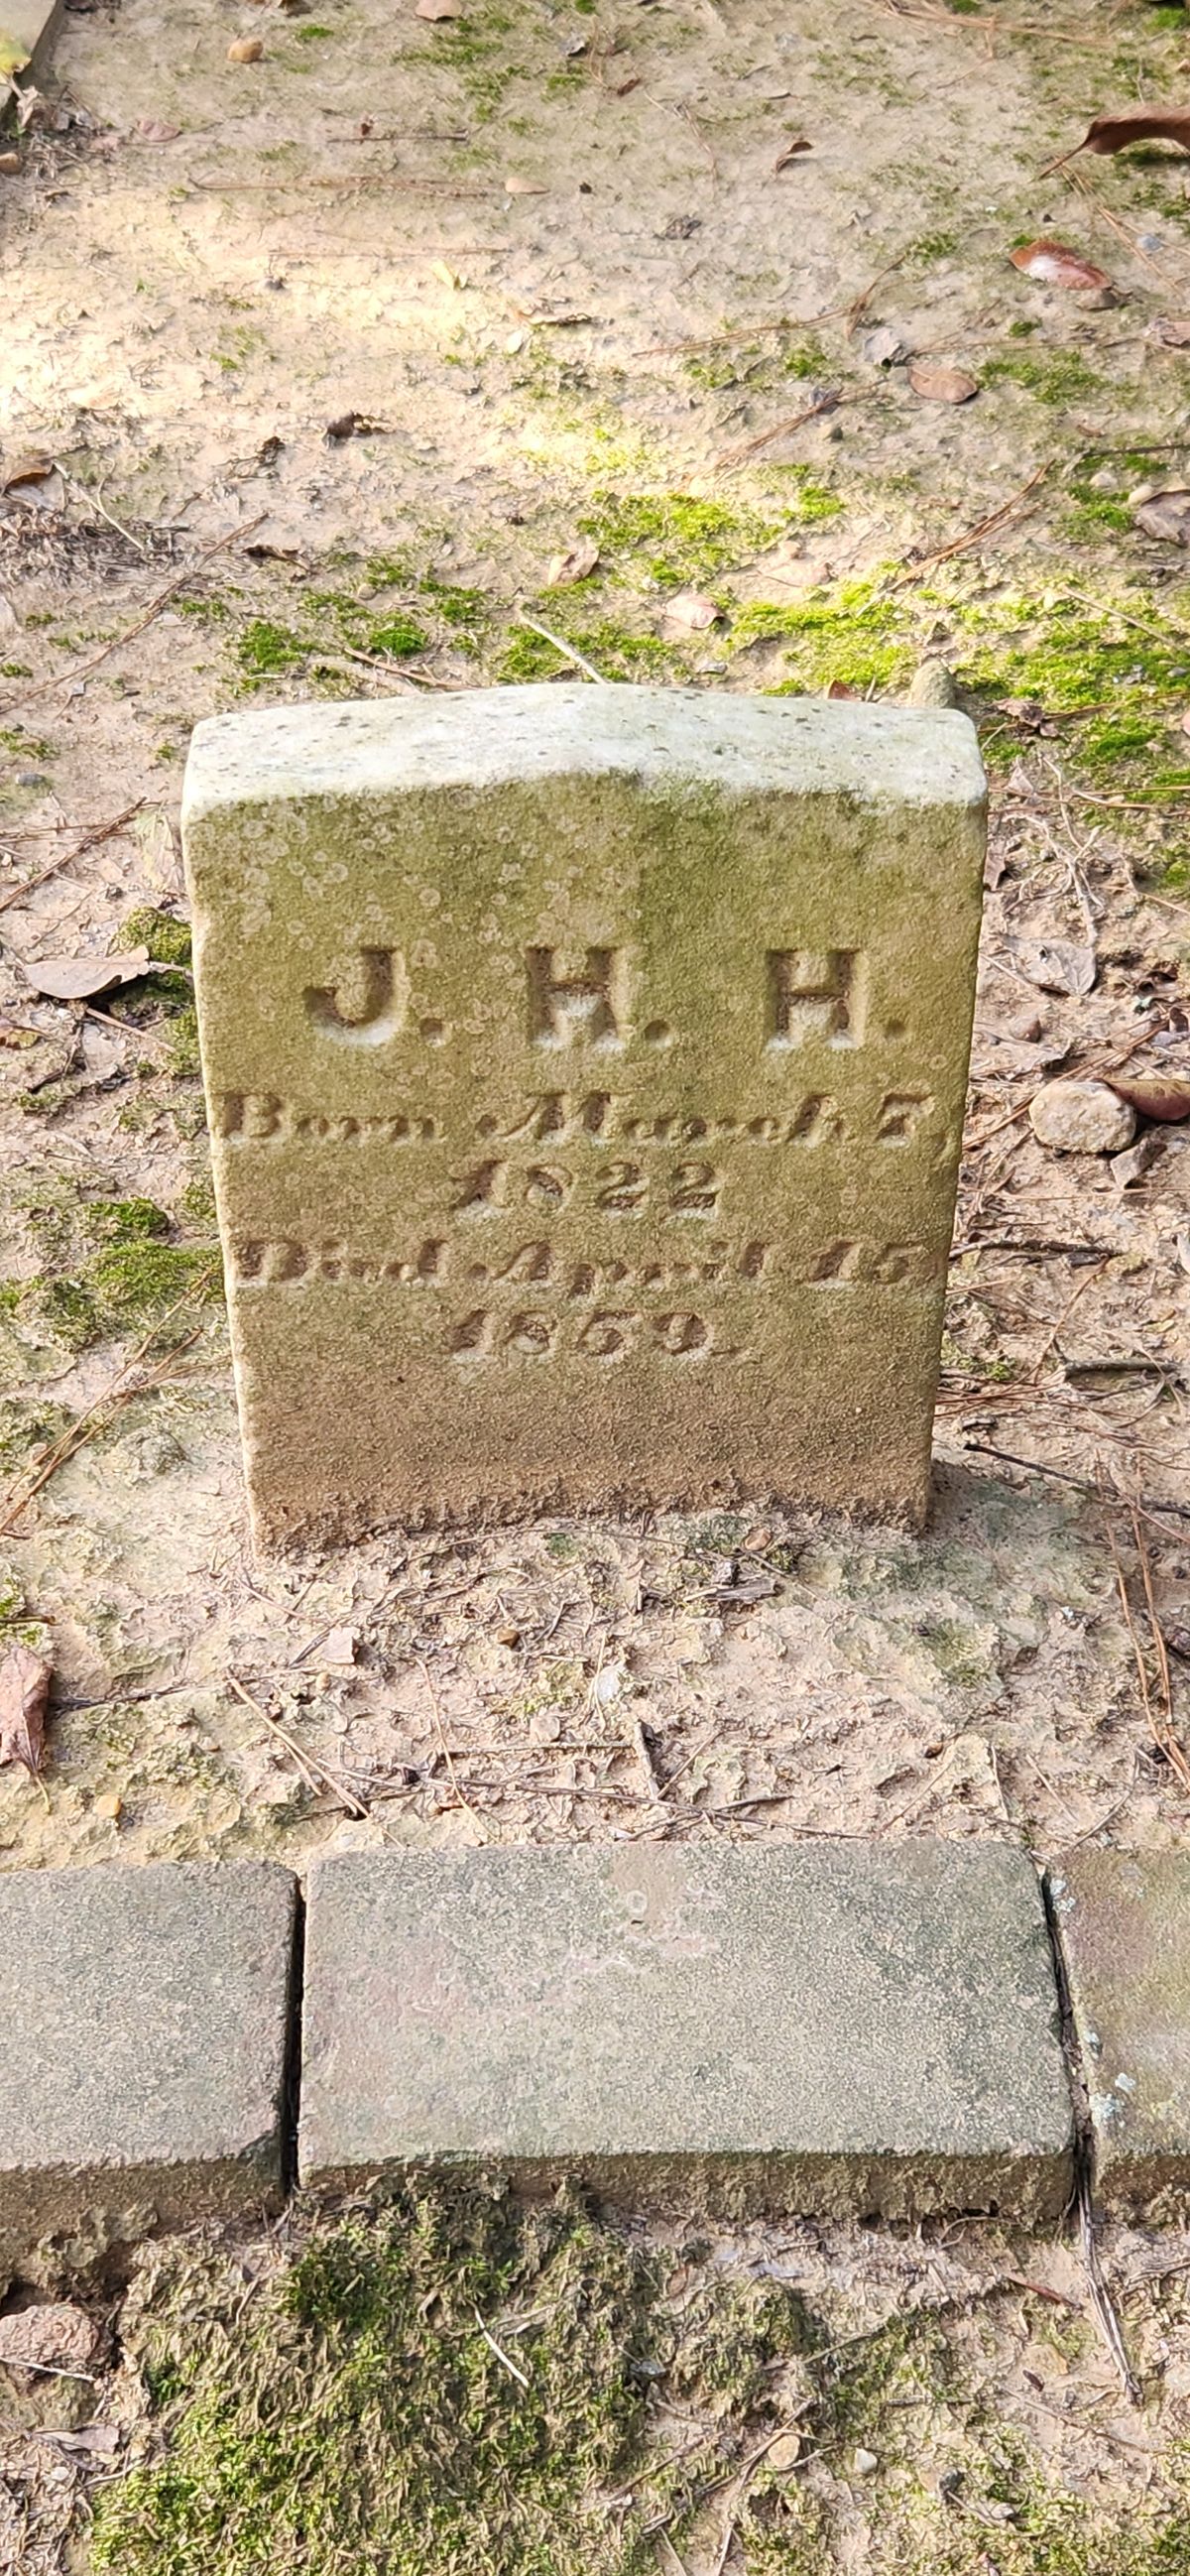 J. H. H.
Born March 7,
1822
Died April 15
1859.